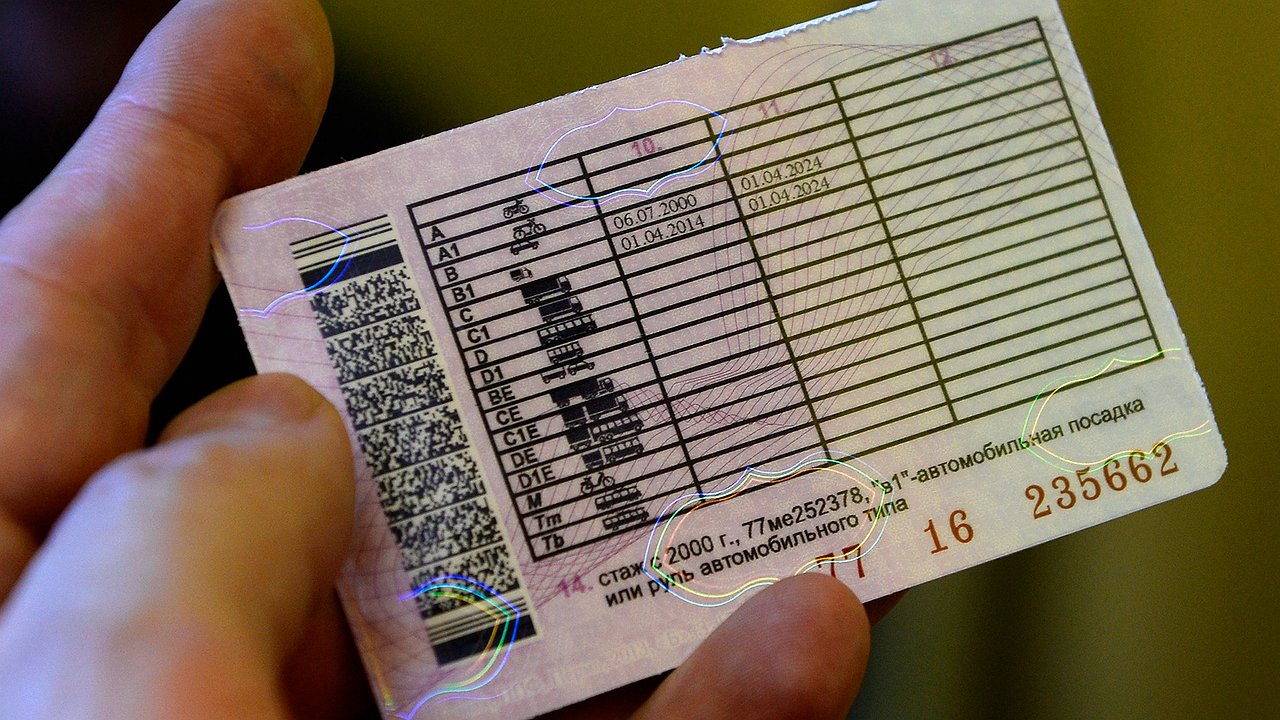 10. 11. 12.
A
A1
B 06.07.2000 01.04.2024
B1 01.04.2014 01.04.2024
C
C1
D
D1
BE
CE
C1E
DE
D1E
M
Tm
Tb
14. стаж с 2000 г., 77ме252378, "в1"-автомобильная посадка
или руль автомобильного типа
77 16 235662